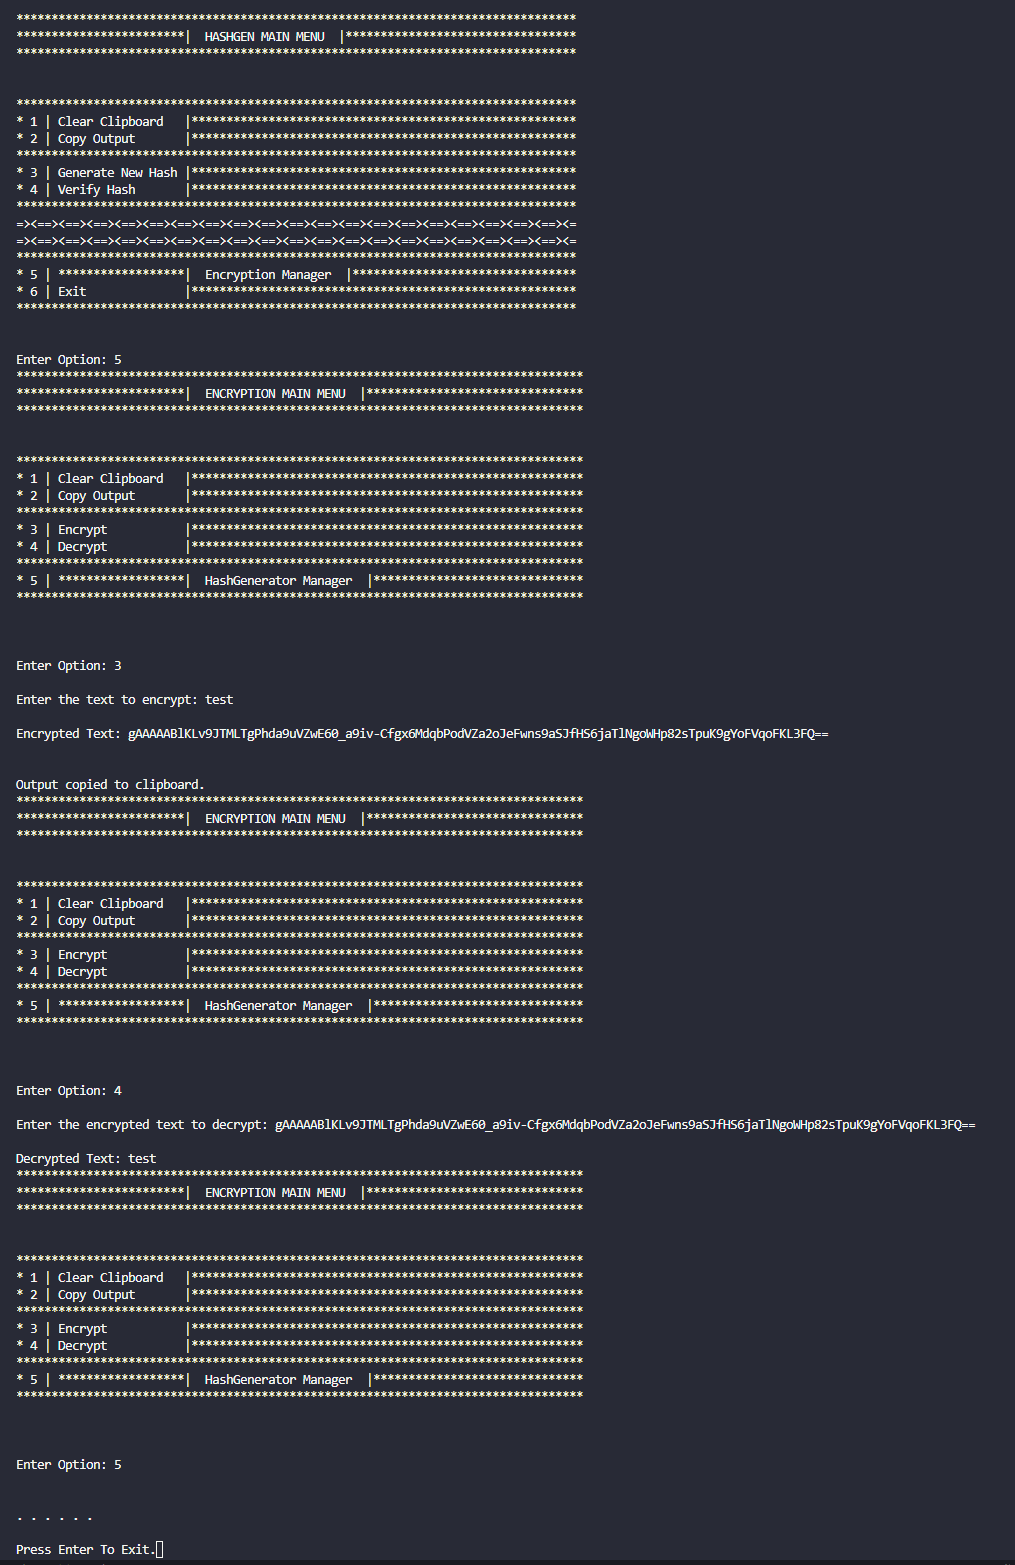 ********************************************************************************
************************|  HASHGEN MAIN MENU  |*********************************
********************************************************************************
********************************************************************************
* 1 | Clear Clipboard   |*******************************************************
* 2 | Copy Output       |*******************************************************
********************************************************************************
* 3 | Generate New Hash |*******************************************************
* 4 | Verify Hash       |*******************************************************
********************************************************************************
=><==><==><==><==><==><==><==><==><==><==><==><==><==><==><==><==><==><==><==><=
=><==><==><==><==><==><==><==><==><==><==><==><==><==><==><==><==><==><==><==><=
********************************************************************************
* 5 | ******************|  Encryption Manager  |********************************
* 6 | Exit              |*******************************************************
********************************************************************************
Enter Option: 5
*********************************************************************************
************************|  ENCRYPTION MAIN MENU  |*******************************
*********************************************************************************
*********************************************************************************
* 1 | Clear Clipboard   |********************************************************
* 2 | Copy Output       |********************************************************
*********************************************************************************
* 3 | Encrypt           |********************************************************
* 4 | Decrypt           |********************************************************
*********************************************************************************
* 5 | ******************|  HashGenerator Manager  |******************************
*********************************************************************************
Enter Option: 3
Enter the text to encrypt: test
Encrypted Text: gAAAAABlKLv9JTMLTgPhda9uVZwE60_a9iv-Cfgx6MdqbPodVZa2oJeFwns9aSJfHS6jaTlNgoWHp82sTpuK9gYoFVqoFKL3FQ==
Output copied to clipboard.
*********************************************************************************
************************|  ENCRYPTION MAIN MENU  |*******************************
*********************************************************************************
*********************************************************************************
* 1 | Clear Clipboard   |********************************************************
* 2 | Copy Output       |********************************************************
*********************************************************************************
* 3 | Encrypt           |********************************************************
* 4 | Decrypt           |********************************************************
*********************************************************************************
* 5 | ******************|  HashGenerator Manager  |******************************
*********************************************************************************
Enter Option: 4
Enter the encrypted text to decrypt: gAAAAABlKLv9JTMLTgPhda9uVZwE60_a9iv-Cfgx6MdqbPodVZa2oJeFwns9aSJfHS6jaTlNgoWHp82sTpuK9gYoFVqoFKL3FQ==
Decrypted Text: test
*********************************************************************************
************************|  ENCRYPTION MAIN MENU  |*******************************
*********************************************************************************
*********************************************************************************
* 1 | Clear Clipboard   |********************************************************
* 2 | Copy Output       |********************************************************
*********************************************************************************
* 3 | Encrypt           |********************************************************
* 4 | Decrypt           |********************************************************
*********************************************************************************
* 5 | ******************|  HashGenerator Manager  |******************************
*********************************************************************************
Enter Option: 5
. . . . . .
Press Enter To Exit.